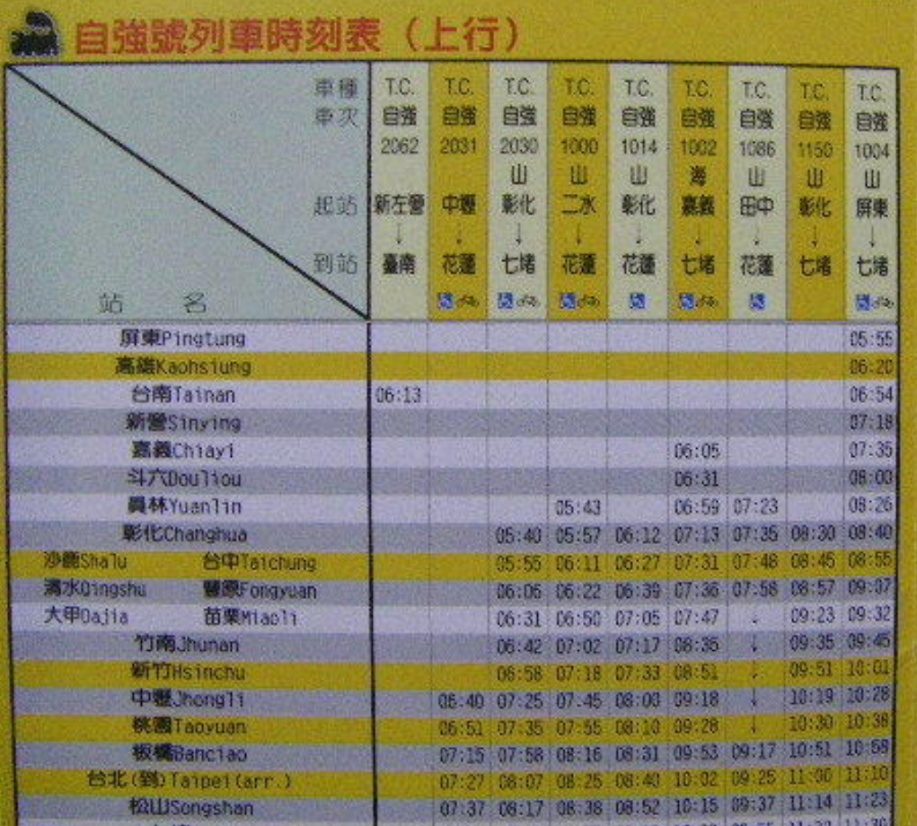 自強號列車時刻表（上行）
車種 T.C. T.C. T.C. T.C. T.C. T.C. T.C. T.C. T.C.
車次 自強 自強 自強 自強 自強 自強 自強 自強 自強
2062 2031 2030 1000 1014 1002 1086 1150 1004
山 山 山 海 山 山 山
起站 新左營 中壢 彰化 二水 彰化 嘉義 田中 彰化 屏東
↓ ↓ ↓ ↓ ↓ ↓ ↓ ↓ ↓
到站 臺南 花蓮 七堵 花蓮 花蓮 七堵 花蓮 七堵 七堵
站名
屏東Pingtung 05:55
高雄Kaohsiung 06:20
台南Tainan 06:13 06:54
新營Sinying 07:18
嘉義Chiayi 06:05 07:35
斗六Douliou 06:31 08:00
員林Yuanlin 05:43 06:59 07:23 08:26
彰化Changhua 05:40 05:57 06:12 07:13 07:35 08:30 08:40
沙鹿Shalu 台中Taichung 05:55 06:11 06:27 07:31 07:48 08:45 08:55
清水Qingshu 豐原Fongyuan 06:06 06:22 06:39 07:36 07:58 08:57 09:07
大甲Dajia 苗栗Miaoli 06:31 06:50 07:05 07:47 ↓ 09:23 09:32
竹南Jhunan 06:42 07:02 07:17 08:35 ↓ 09:35 09:45
新竹Hsinchu 06:58 07:18 07:33 08:51 ↓ 09:51 10:01
中壢Jhongli 06:40 07:25 07:45 08:00 09:18 ↓ 10:19 10:28
桃園Taoyuan 06:51 07:35 07:55 08:10 09:28 ↓ 10:30 10:38
板橋Banciao 07:15 07:58 08:16 08:31 09:53 09:17 10:51 10:58
台北(到)Taipei(arr.) 07:27 08:07 08:25 08:40 10:02 09:25 11:00 11:10
松山Songshan 07:37 08:17 08:38 08:52 10:15 09:37 11:14 11:23